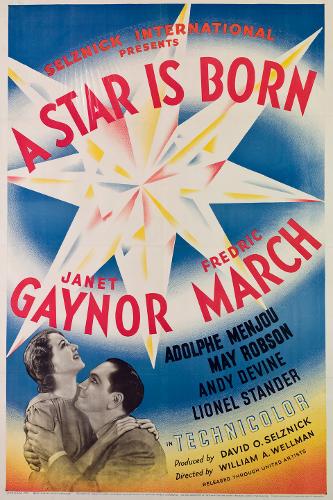 SELZNICK INTERNATIONAL
PRESENTS
A STAR IS BORN
JANET
GAYNOR
FREDRIC
MARCH
ADOLPHE MENJOU
MAY ROBSON
ANDY DEVINE
LIONEL STANDER
IN TECHNICOLOR
Produced by DAVID O. SELZNICK
Directed by WILLIAM A. WELLMAN
RELEASED THROUGH UNITED ARTISTS